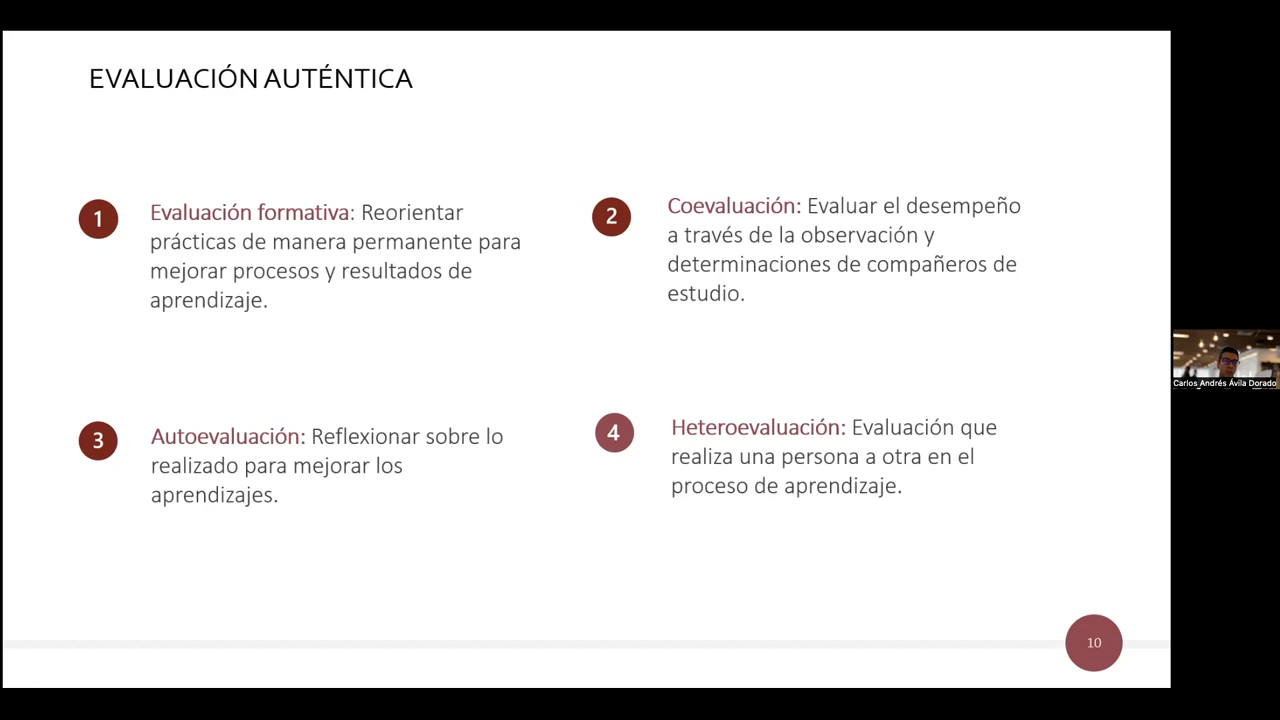 EVALUACIÓN AUTÉNTICA
1
Evaluación formativa: Reorientar
prácticas de manera permanente para
mejorar procesos y resultados de
aprendizaje.
2
Coevaluación: Evaluar el desempeño
a través de la observación y
determinaciones de compañeros de
estudio.
3
Autoevaluación: Reflexionar sobre lo
realizado para mejorar los
aprendizajes.
4
Heteroevaluación: Evaluación que
realiza una persona a otra en el
proceso de aprendizaje.
10
Carlos Andrés Ávila Dorado